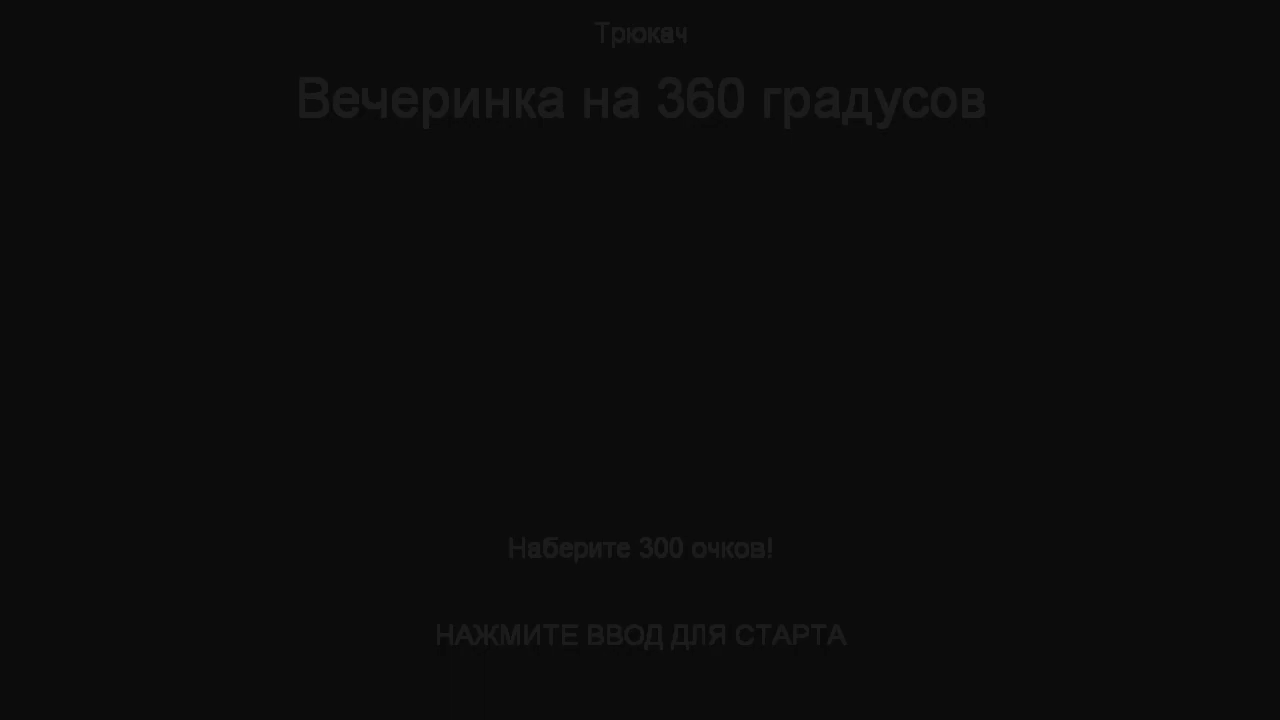 Трюкач
Вечеринка на 360 градусов
Наберите 300 очков!
НАЖМИТЕ ВВОД ДЛЯ СТАРТА